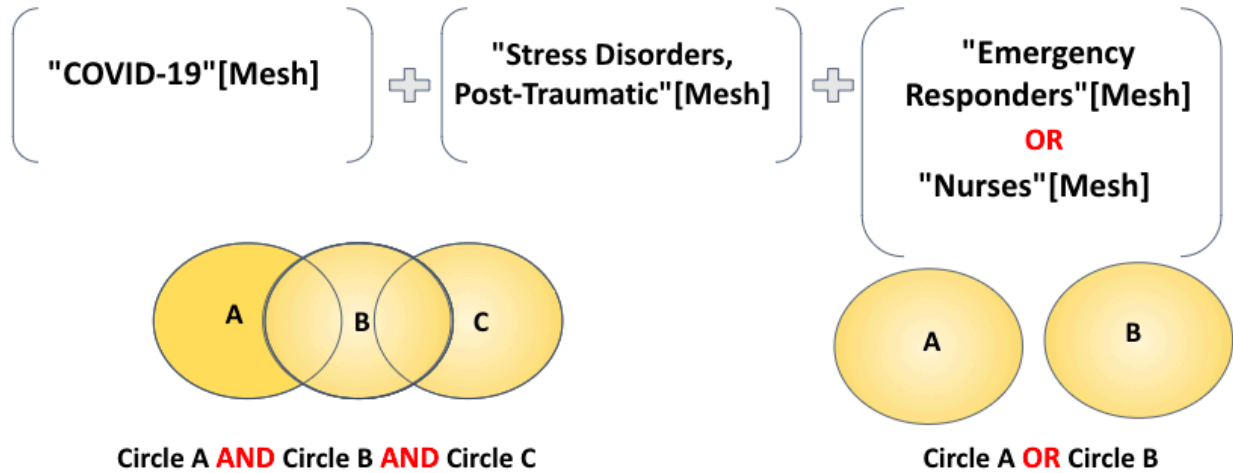 "COVID-19"[Mesh]
"Stress Disorders,
Post-Traumatic"[Mesh]
"Emergency
Responders"[Mesh]
OR
"Nurses"[Mesh]
A
B
C
A
B
Circle A AND Circle B AND Circle C
Circle A OR Circle B